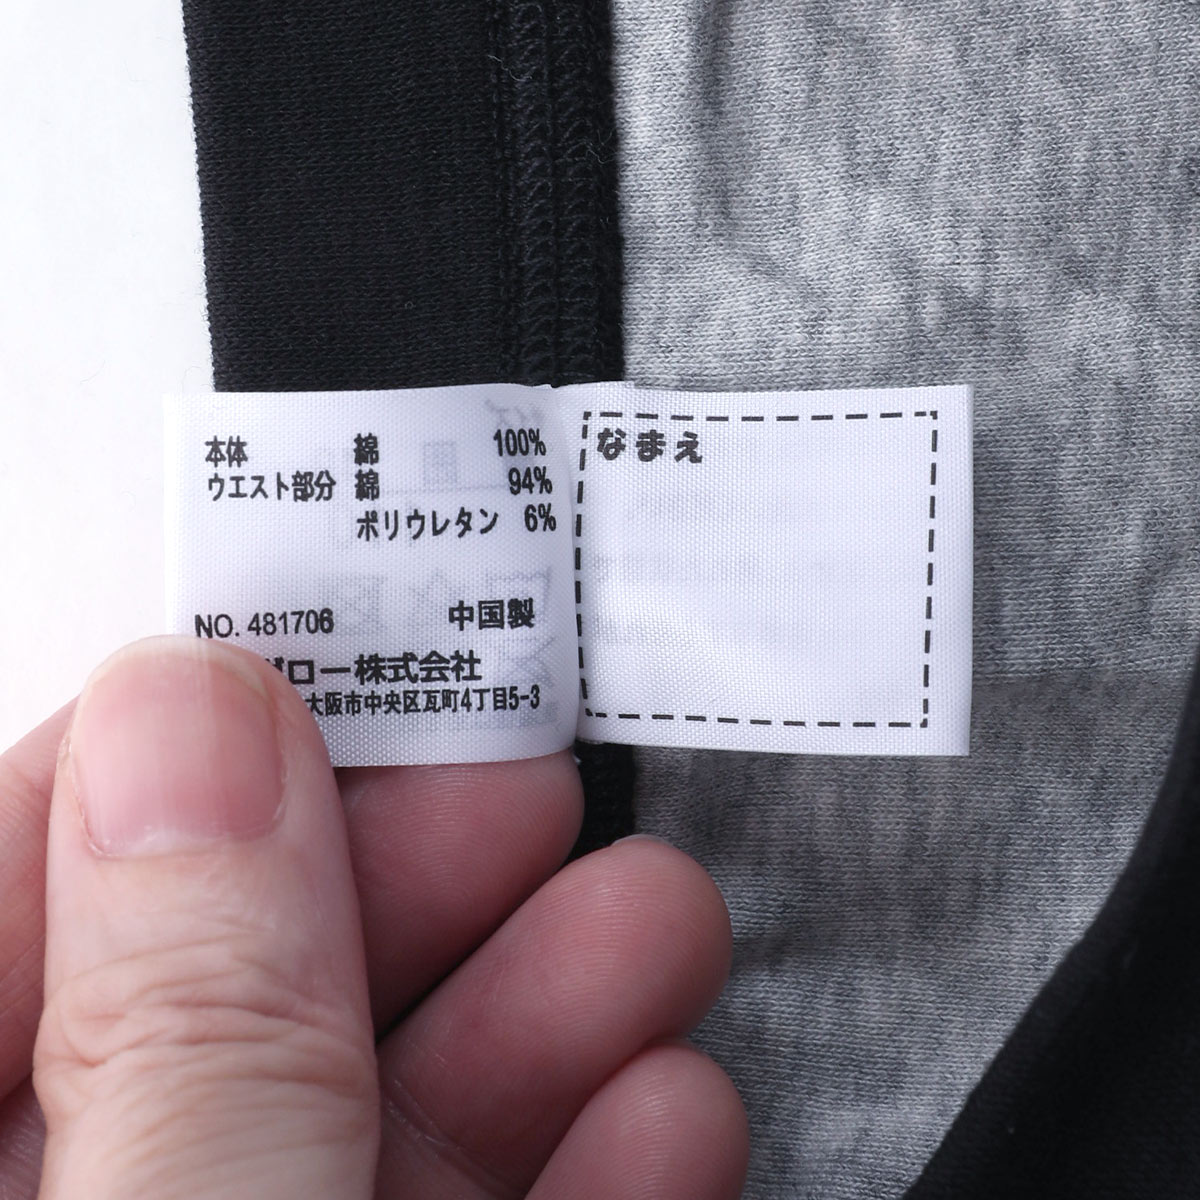 本体 綿 100%
ウエスト部分 綿 94%
ポリウレタン 6%
NO. 481706 中国製
ロー株式会社
大阪市中央区瓦町4丁目5-3
なまえ